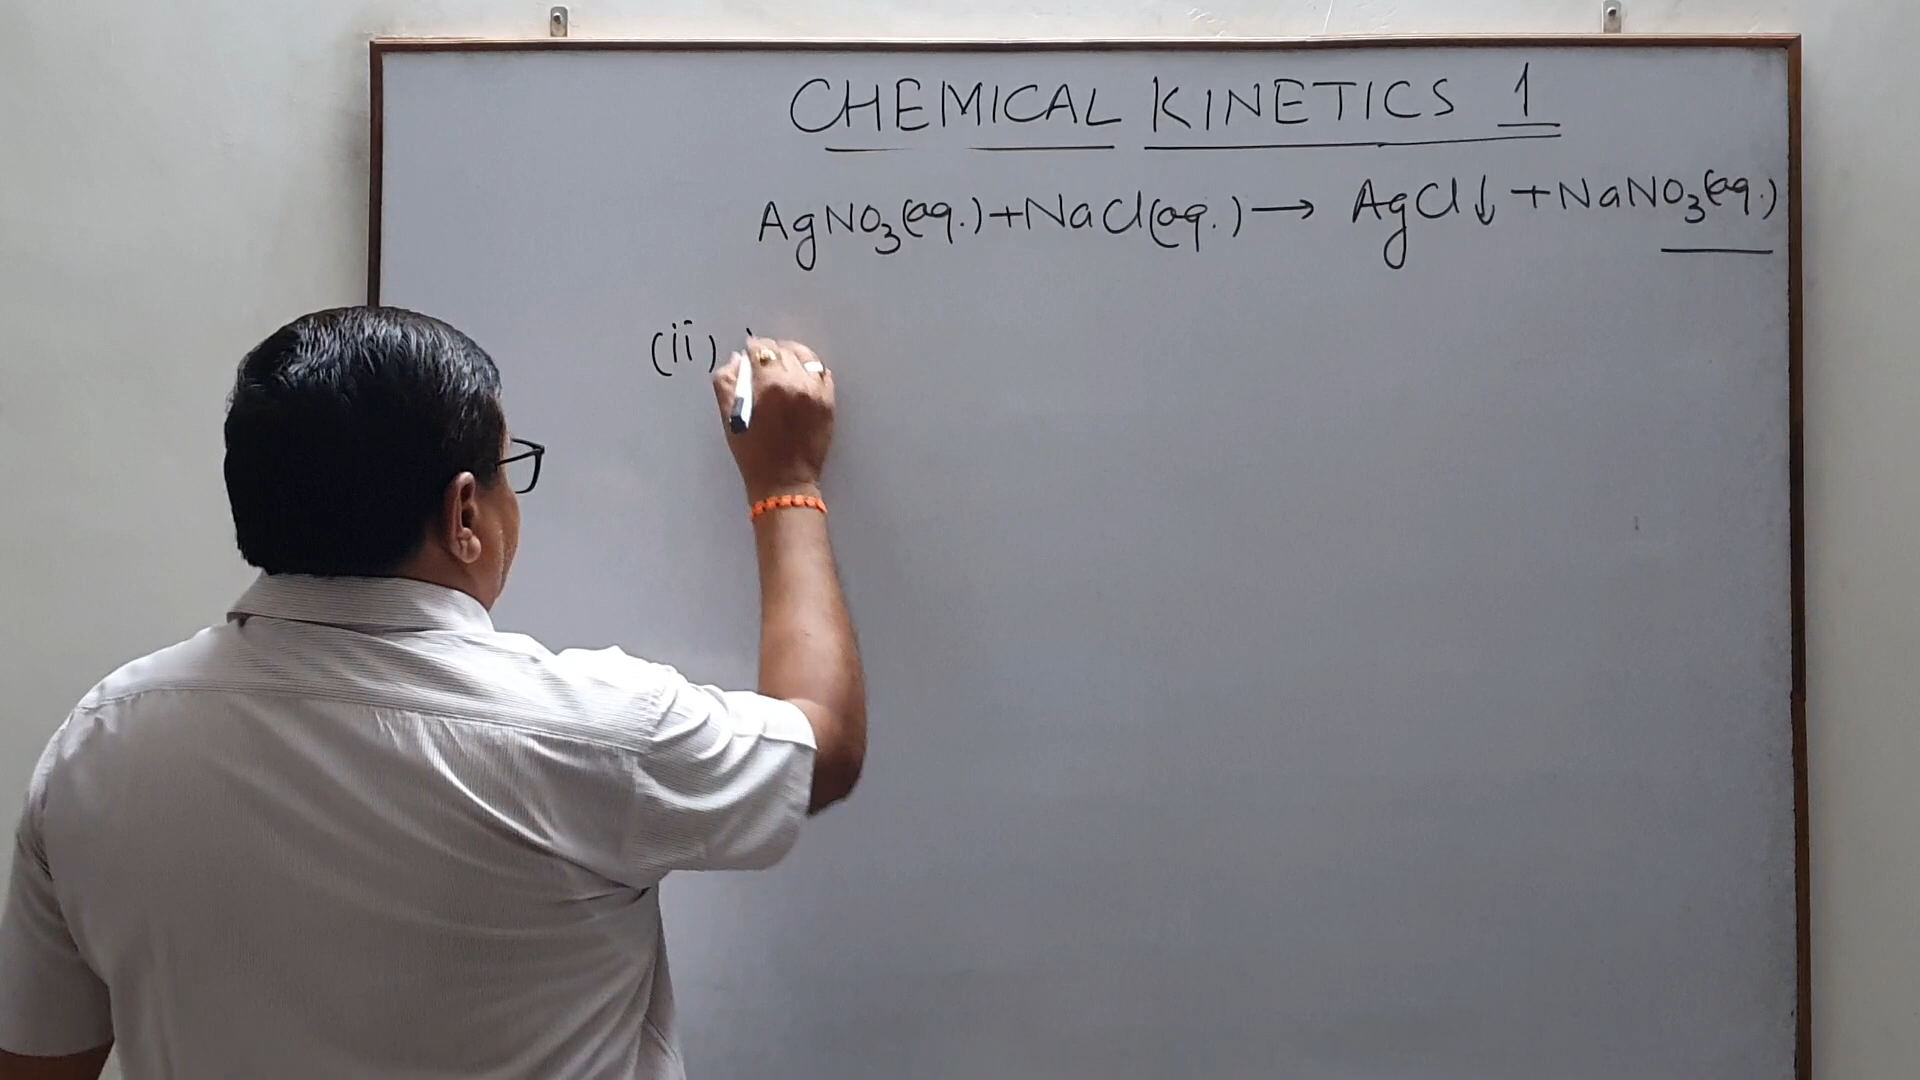 CHEMICAL KINETICS 1
AgNO₃(aq.)+NaCl(aq.)→ AgCl↓ +NaNO₃(aq.)
(ii)